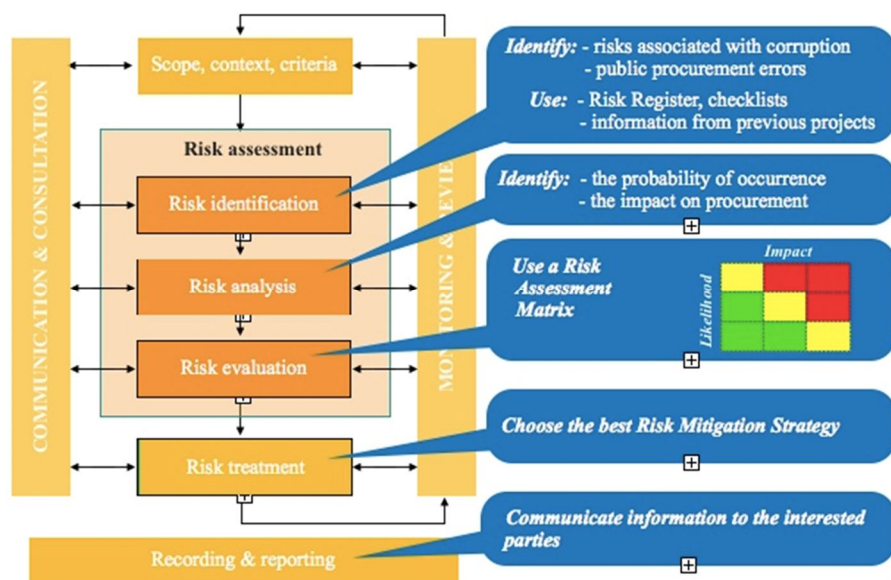 COMMUNICATION & CONSULTATION
Scope, context, criteria
Risk assessment
Risk identification
Risk analysis
Risk evaluation
Risk treatment
Recording & reporting
MONITORING &
Identify: - risks associated with corruption
- public procurement errors
Use: - Risk Register, checklists
- information from previous projects
Identify: - the probability of occurrence
- the impact on procurement
Use a Risk
Assessment
Matrix
Impact
Likelihood
Choose the best Risk Mitigation Strategy
Communicate information to the interested
parties